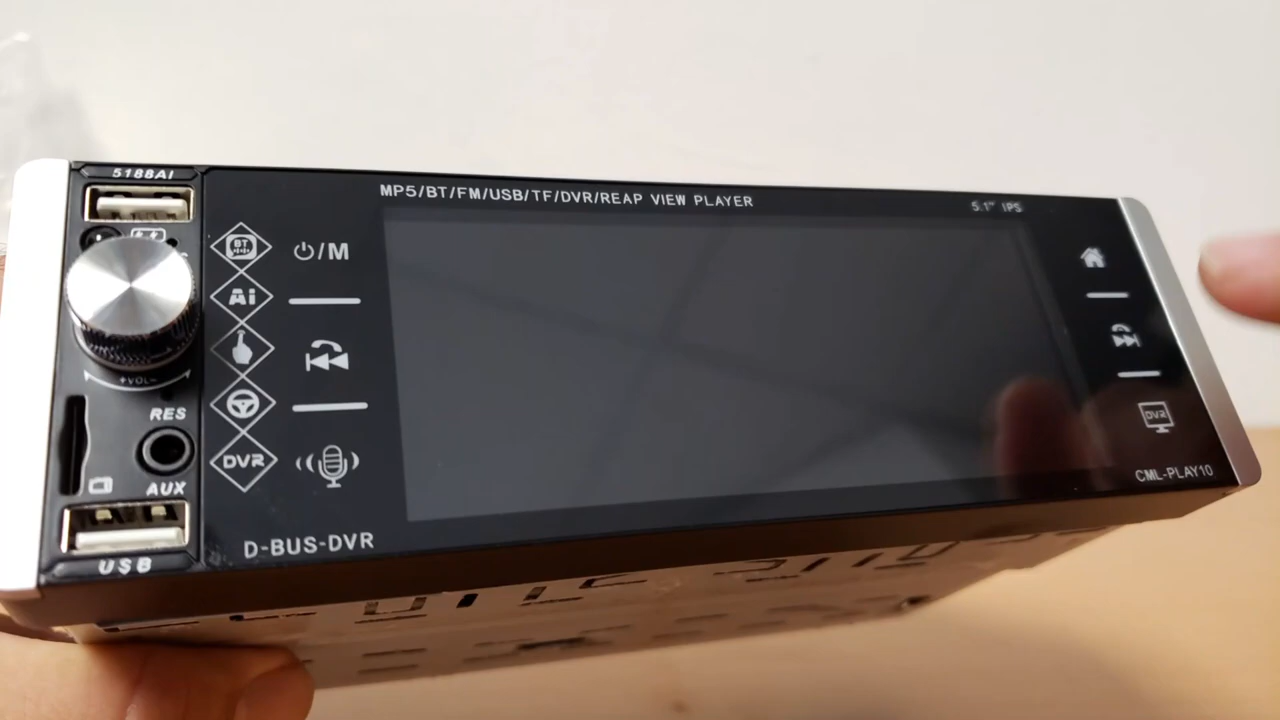 5188AI
MP5/BT/FM/USB/TF/DVR/REAP VIEW PLAYER
5.1" IPS
BT
/M
Ai
+VOL-
RES
DVR
DVR
AUX
CML-PLAY10
D-BUS-DVR
USB